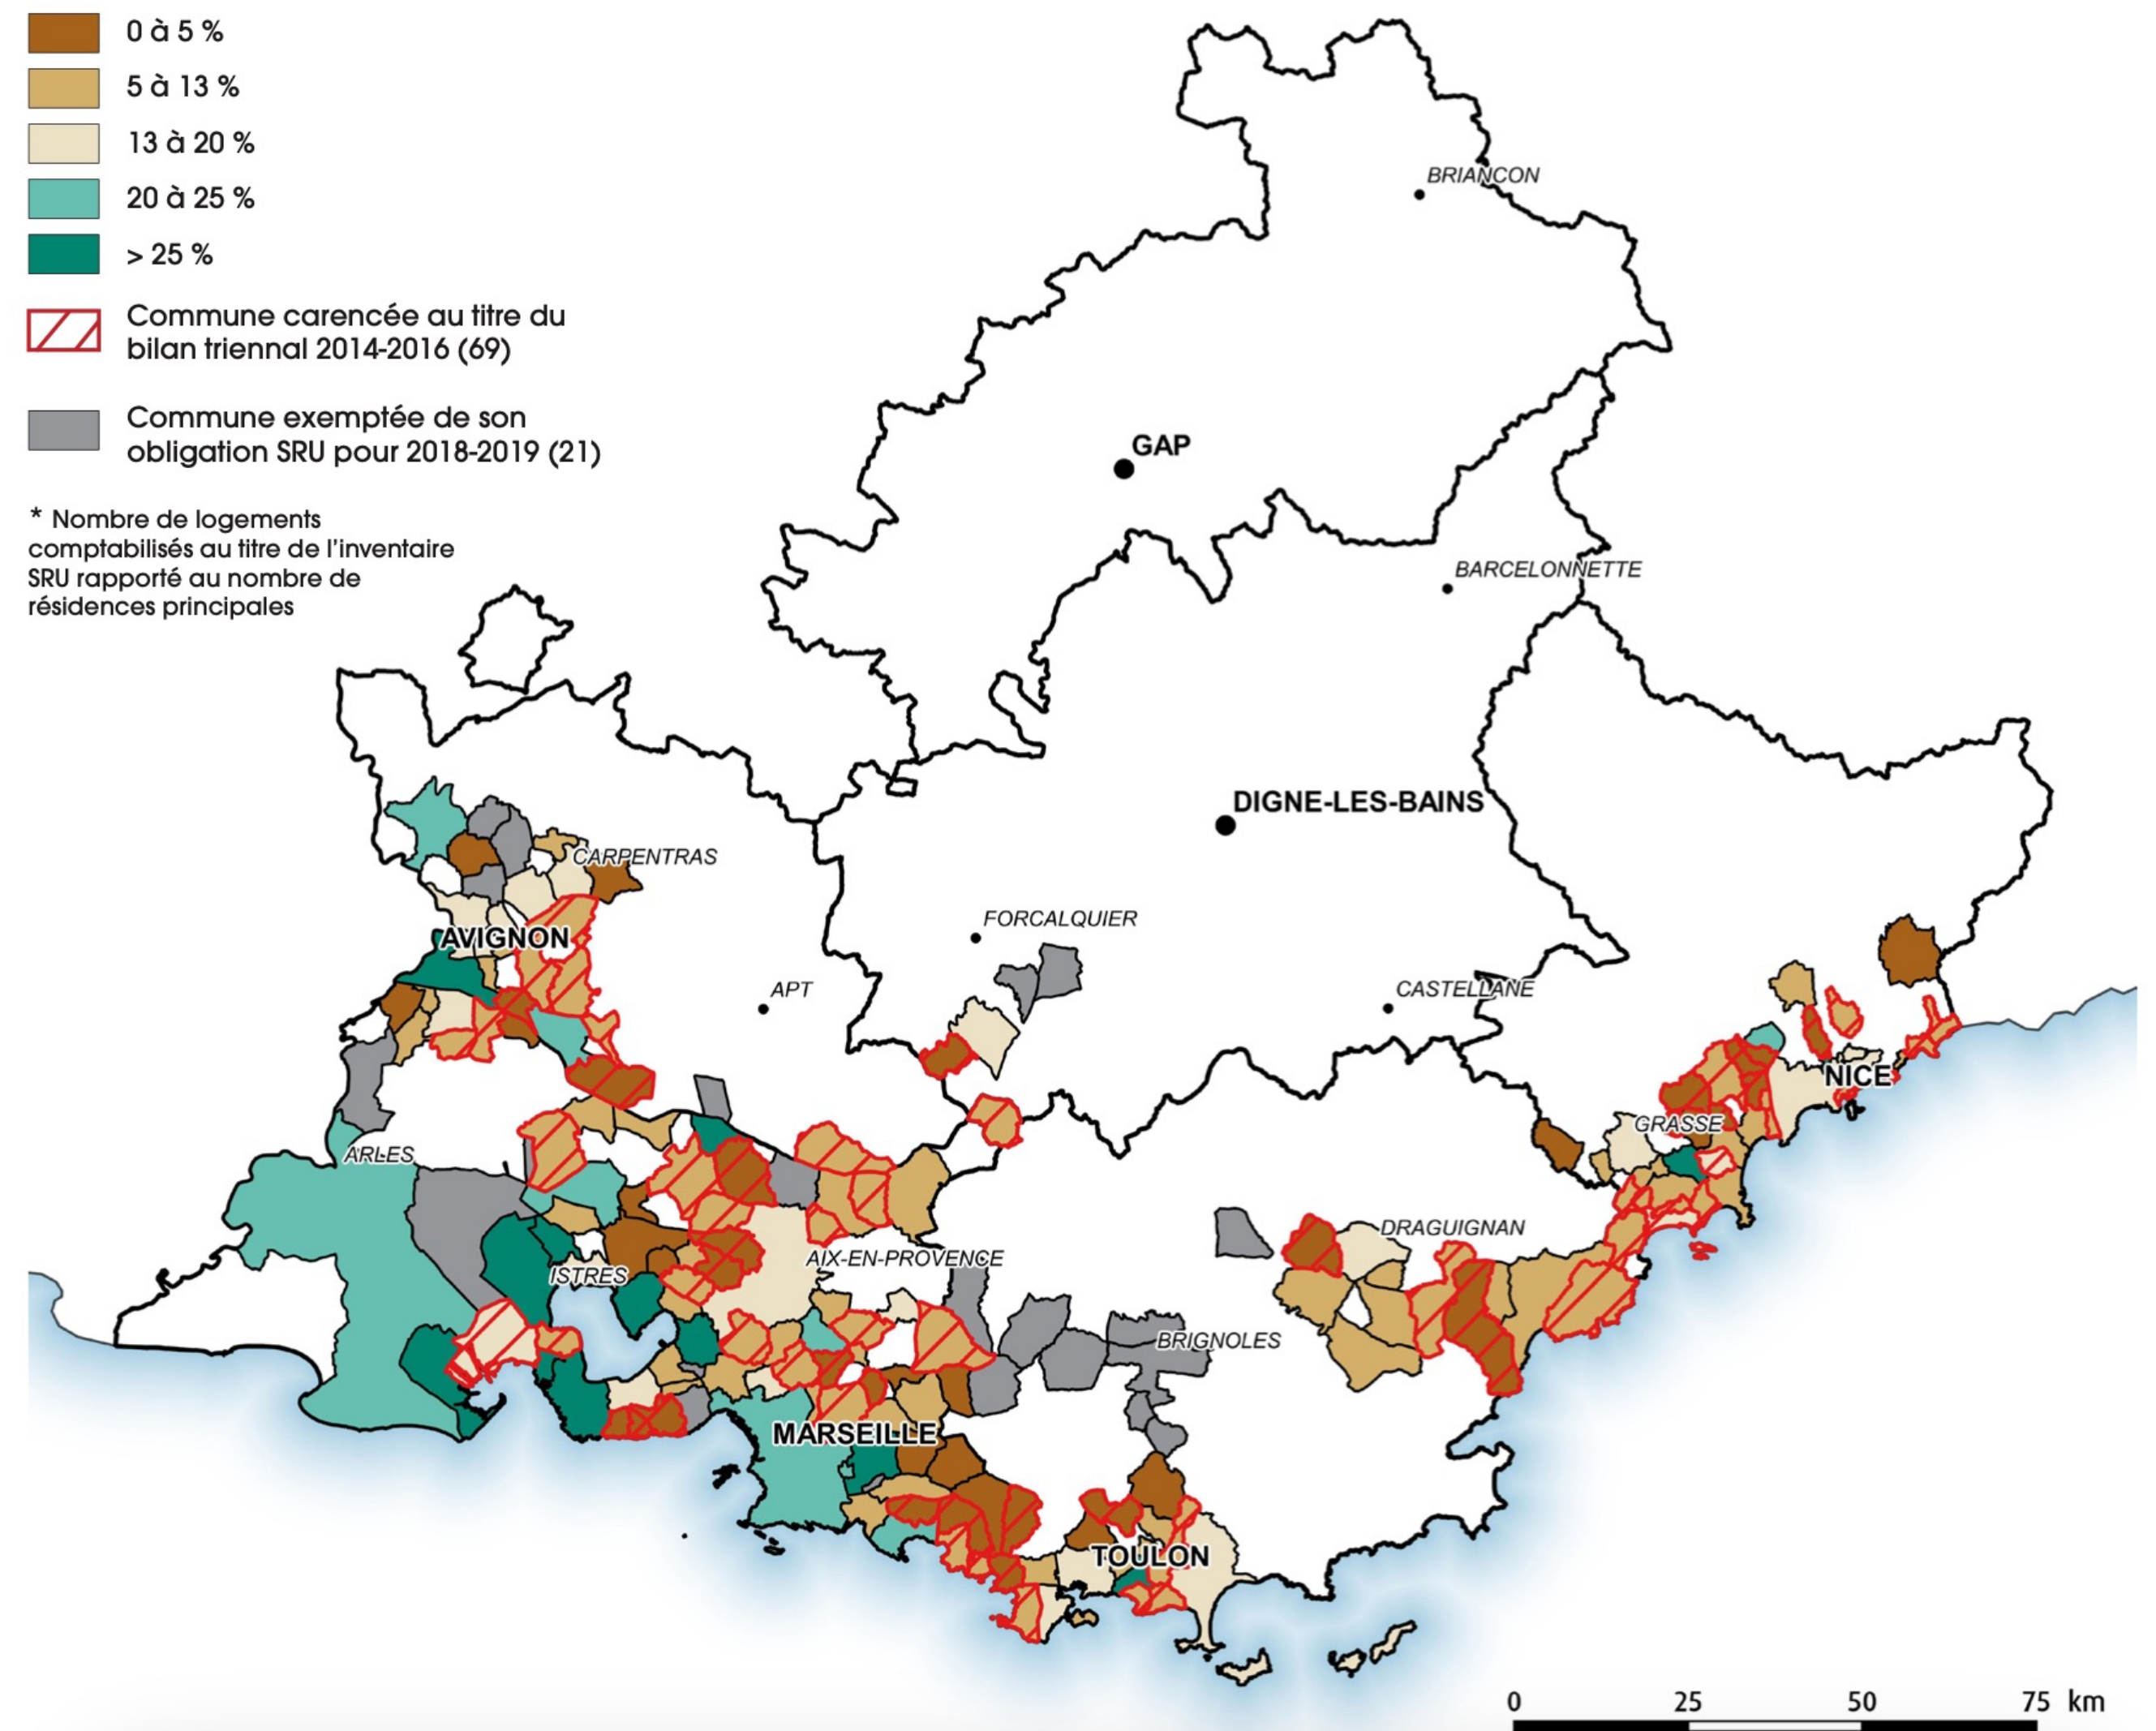 0 à 5 %
5 à 13 %
13 à 20 %
20 à 25 %
> 25 %
Commune carencée au titre du
bilan triennal 2014-2016 (69)
Commune exemptée de son
obligation SRU pour 2018-2019 (21)
* Nombre de logements
comptabilisés au titre de l'inventaire
SRU rapporté au nombre de
résidences principales
BRIANCON
GAP
BARCELONNETTE
DIGNE-LES-BAINS
CARPENTRAS
FORCALQUIER
AVIGNON
APT
CASTELLANE
NICE
GRASSE
ARLES
DRAGUIGNAN
AIX-EN-PROVENCE
ISTRES
BRIGNOLES
MARSEILLE
TOULON
0 25 50 75 km